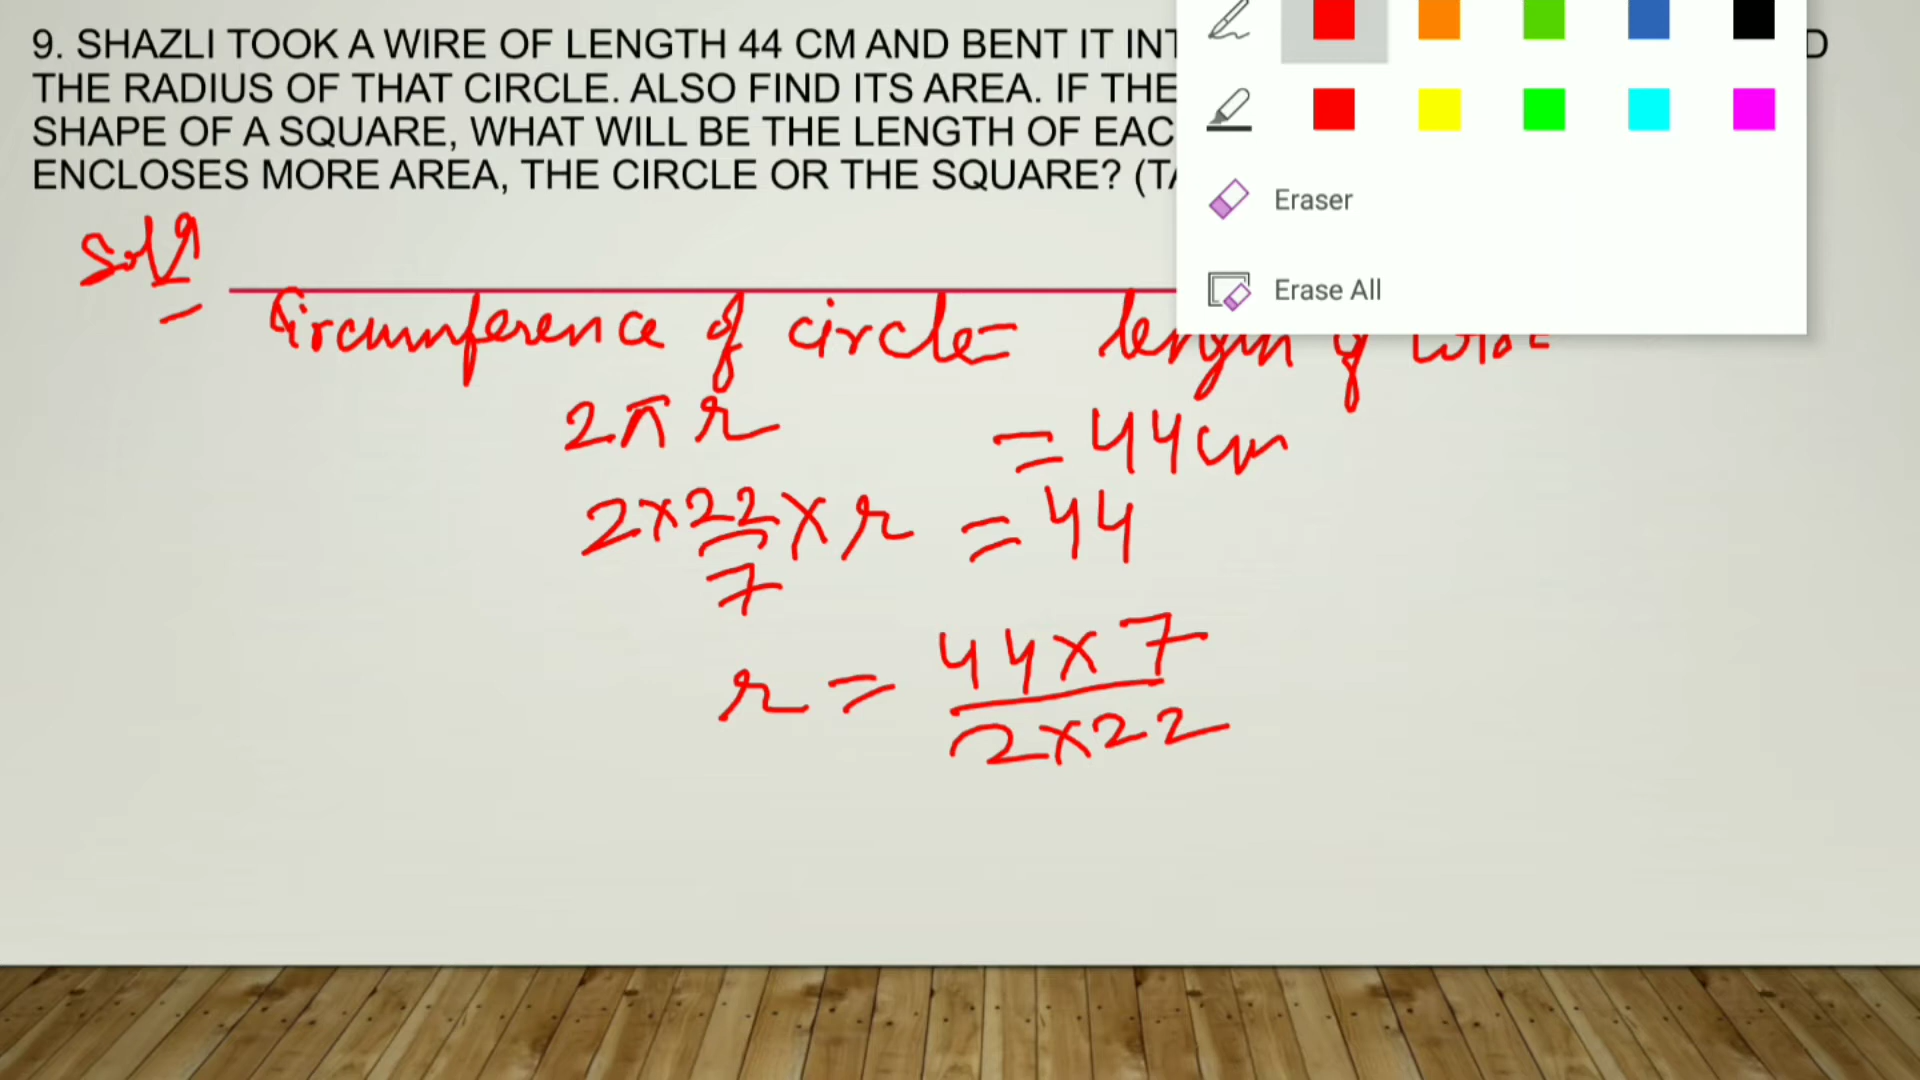 9. SHAZLI TOOK A WIRE OF LENGTH 44 CM AND BENT IT INT D
THE RADIUS OF THAT CIRCLE. ALSO FIND ITS AREA. IF THE
SHAPE OF A SQUARE, WHAT WILL BE THE LENGTH OF EAC
ENCLOSES MORE AREA, THE CIRCLE OR THE SQUARE? (TA
Eraser
Erase All
Solⁿ
Circumference of circle = length of wire
2πr = 44cm
2×22/7×r = 44
r = 44×7
2×22